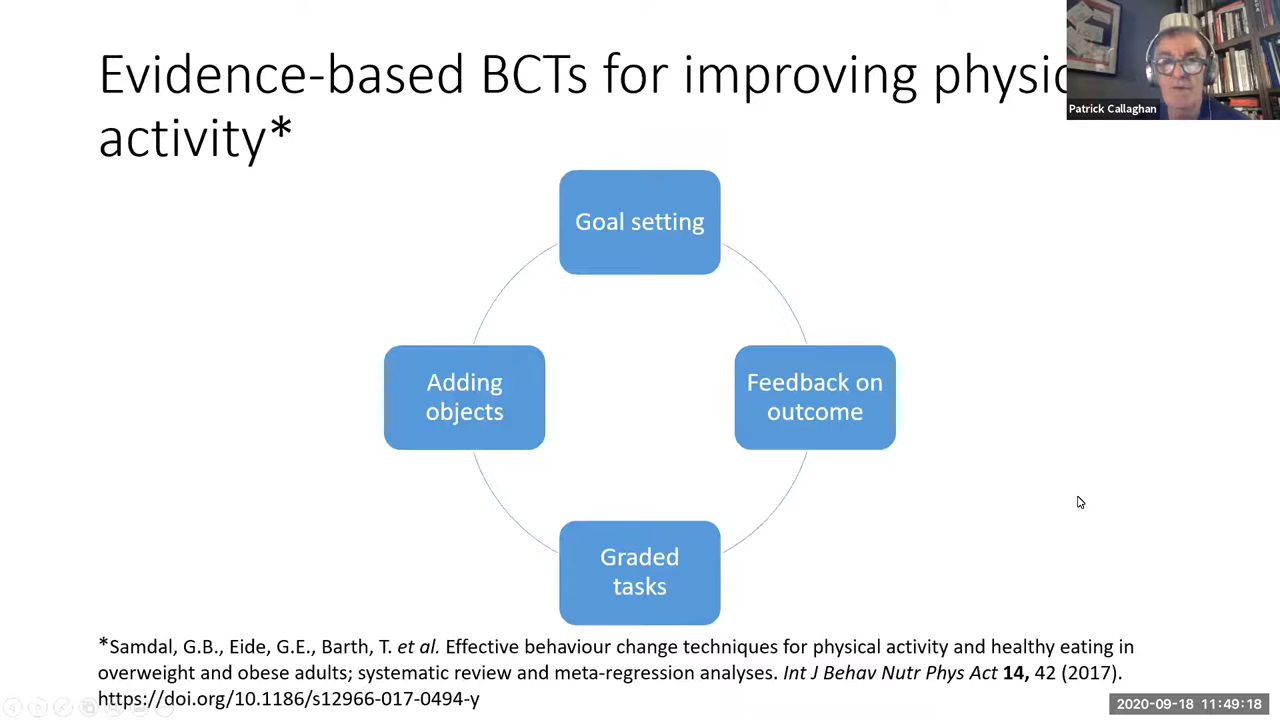 Evidence-based BCTs for improving physic
activity*
Patrick Callaghan
Goal setting
Adding
objects
Feedback on
outcome
Graded
tasks
*Samdal, G.B., Eide, G.E., Barth, T. et al. Effective behaviour change techniques for physical activity and healthy eating in
overweight and obese adults; systematic review and meta-regression analyses. Int J Behav Nutr Phys Act 14, 42 (2017).
https://doi.org/10.1186/s12966-017-0494-y
2020-09-18 11:49:18